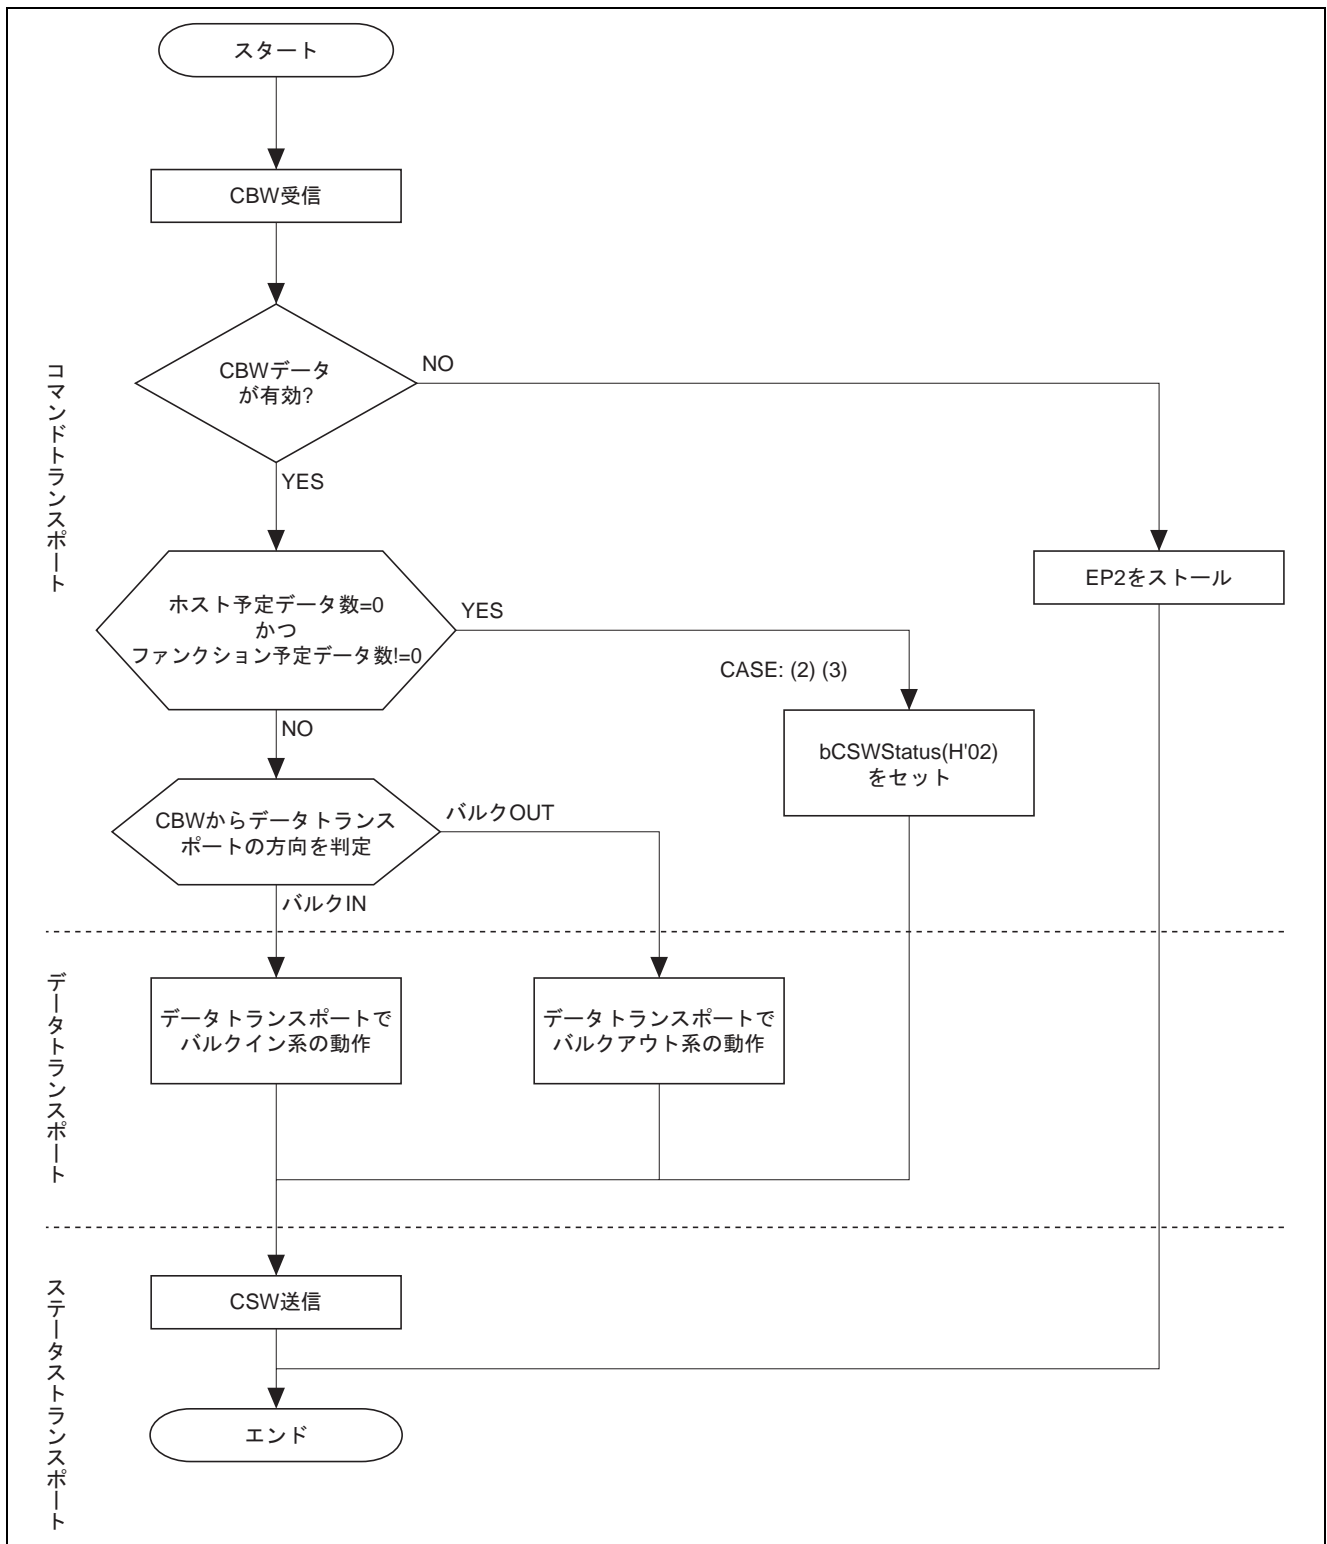 スタート
CBW受信
コマンドトランスポート
CBWデータ
が有効?
NO
YES
EP2をストール
ホスト予定データ数=0
かつ
ファンクション予定データ数!=0
YES
CASE: (2) (3)
NO
bCSWStatus(H'02)
をセット
CBWからデータトランス
ポートの方向を判定
バルクOUT
バルクIN
データトランスポート
データトランスポートで
バルクイン系の動作
データトランスポートで
バルクアウト系の動作
ステータストランスポート
CSW送信
エンド